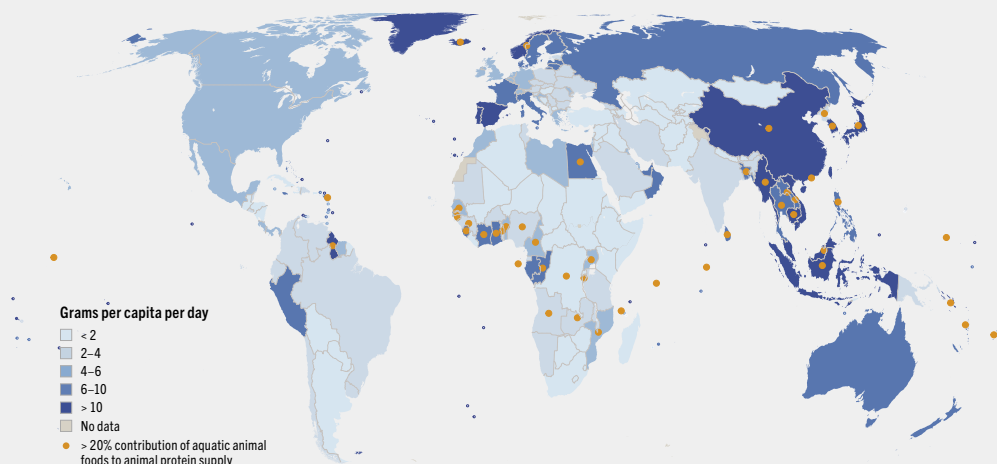 Grams per capita per day
< 2
2–4
4–6
6–10
> 10
No data
> 20% contribution of aquatic animal
foods to animal protein supply